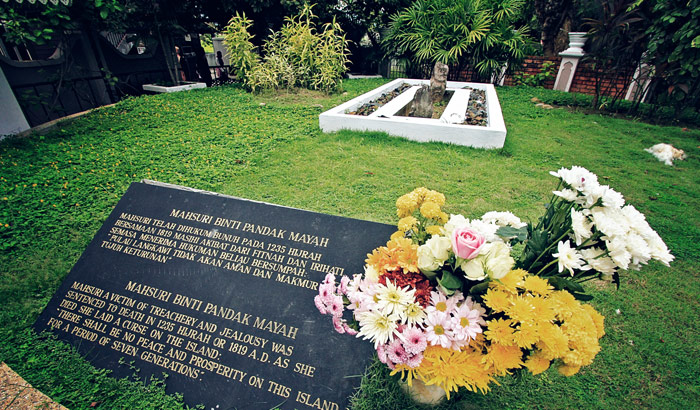 MAHSURI BINTI PANDAK MAYAH
MAHSURI TELAH DIHUKUM BUNUH PADA 1235 HIJRAH
BERSAMAAN 1819 MASIHI AKIBAT DARI FITNAH DAN IRIHATI
SEMASA MENERIMA HUKUMAN BELIAU BERSUMPAH:
"PULAU LANGKAWI TIDAK AKAN AMAN DAN MAKMUR
TUJUH KETURUNAN"
MAHSURI BINTI PANDAK MAYAH
MAHSURI A VICTIM OF TREACHERY AND JEALOUSY WAS
SENTENCED TO DEATH IN 1235 HIJRAH OR 1819 A.D. AS SHE
DIED SHE LAID A CURSE ON THE ISLAND:
"THERE SHALL BE NO PEACE AND PROSPERITY ON THIS ISLAND
FOR A PERIOD OF SEVEN GENERATIONS"